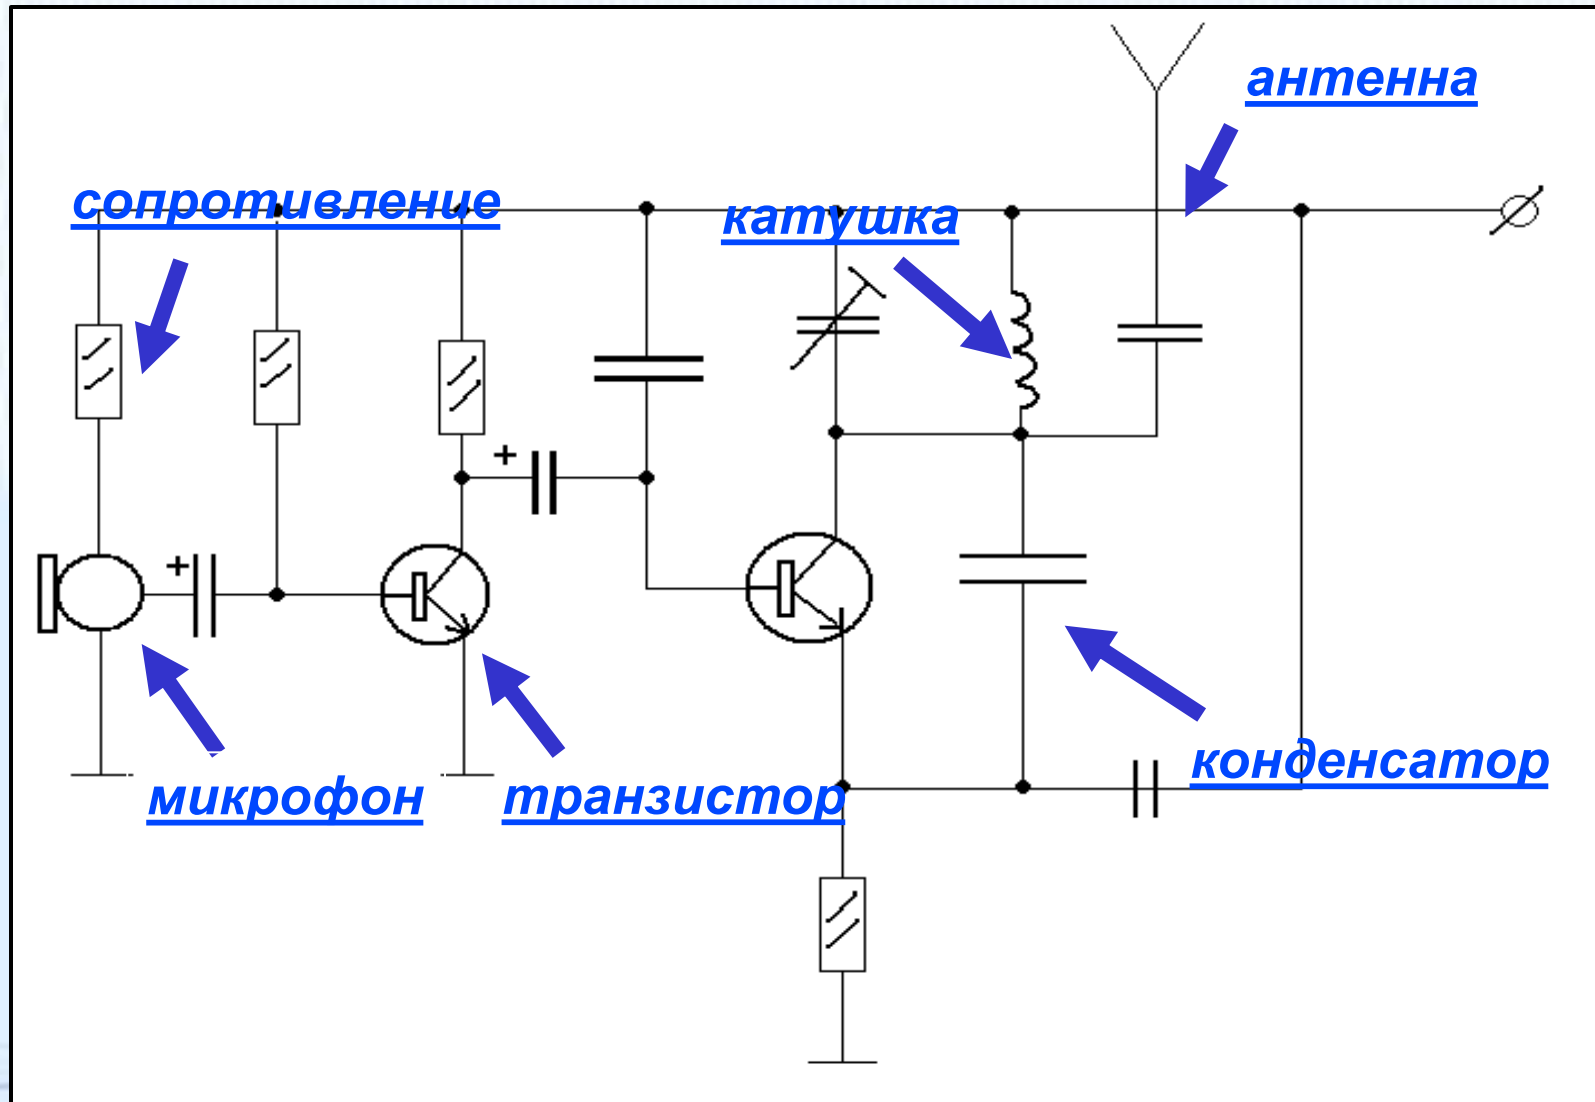 антенна
сопротивление
катушка
+
+
конденсатор
микрофон
транзистор